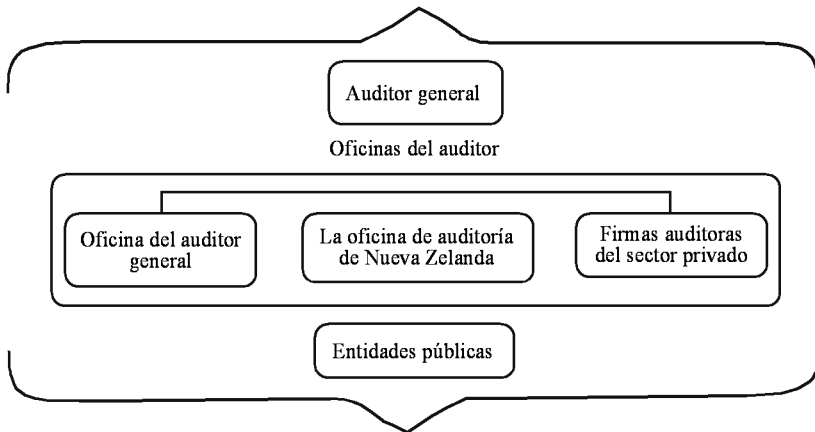 Auditor general
Oficinas del auditor
Oficina del auditor
general
La oficina de auditoría
de Nueva Zelanda
Firmas auditoras
del sector privado
Entidades públicas